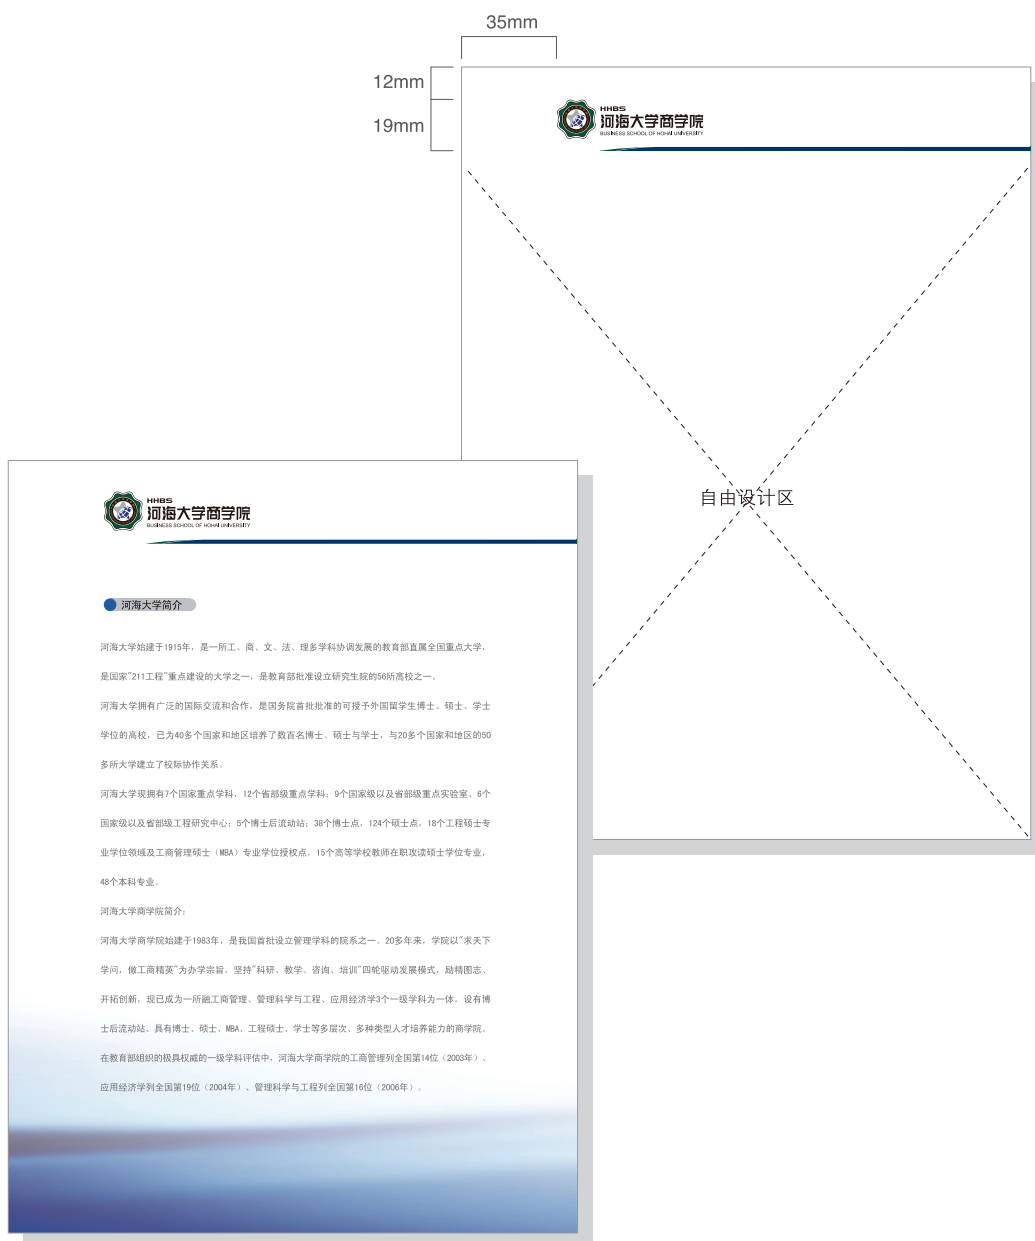 35mm
12mm
19mm
HHBS
河海大学商学院
BUSINESS SCHOOL OF HOHAI UNIVERSITY
自由设计区
HHBS
河海大学商学院
BUSINESS SCHOOL OF HOHAI UNIVERSITY
河海大学简介
河海大学始建于1915年，是一所工、商、文、法、理多学科协调发展的教育部直属全国重点大学，
是国家"211工程"重点建设的大学之一，是教育部批准设立研究生院的56所高校之一。
河海大学拥有广泛的国际交流和合作，是国务院首批批准的可授予外国留学生博士、硕士、学士
学位的高校，已为40多个国家和地区培养了数百名博士、硕士与学士，与20多个国家和地区的50
多所大学建立了校际协作关系。
河海大学现拥有7个国家重点学科，12个省部级重点学科；9个国家级以及省部级重点实验室、6个
国家级以及省部级工程研究中心；5个博士后流动站；38个博士点，124个硕士点，18个工程硕士专
业学位领域及工商管理硕士（MBA）专业学位授权点，15个高等学校教师在职攻读硕士学位专业，
48个本科专业。
河海大学商学院简介：
河海大学商学院始建于1983年，是我国首批设立管理学科的院系之一。20多年来，学院以"求天下
学问，做工商精英"为办学宗旨，坚持"科研、教学、咨询、培训"四轮驱动发展模式，励精图志、
开拓创新，现已成为一所融工商管理、管理科学与工程、应用经济学3个一级学科为一体，设有博
士后流动站、具有博士、硕士、MBA、工程硕士、学士等多层次、多种类型人才培养能力的商学院。
在教育部组织的极具权威的一级学科评估中，河海大学商学院的工商管理列全国第14位（2003年）、
应用经济学列全国第19位（2004年）、管理科学与工程列全国第16位（2006年）。